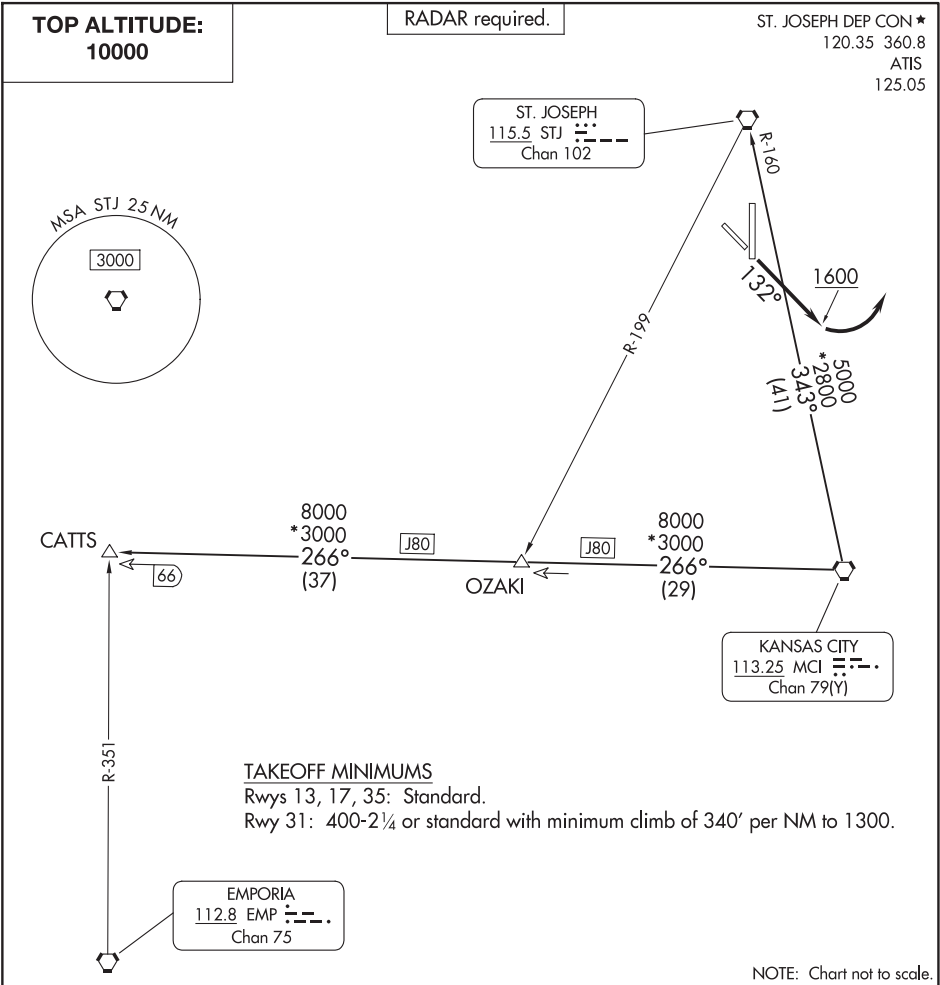 TOP ALTITUDE:
10000
RADAR required.
ST. JOSEPH DEP CON ★
120.35 360.8
ATIS
125.05
ST. JOSEPH
115.5 STJ
Chan 102
R-160
MSA STJ 25 NM
3000
132°
1600
R-199
5000
*2800
343°
(41)
CATTS
66
8000
*3000
266°
(37)
J80
OZAKI
J80
8000
*3000
266°
(29)
KANSAS CITY
113.25 MCI
Chan 79(Y)
R-351
TAKEOFF MINIMUMS
Rwys 13, 17, 35: Standard.
Rwy 31: 400-2¼ or standard with minimum climb of 340' per NM to 1300.
EMPORIA
112.8 EMP
Chan 75
NOTE: Chart not to scale.